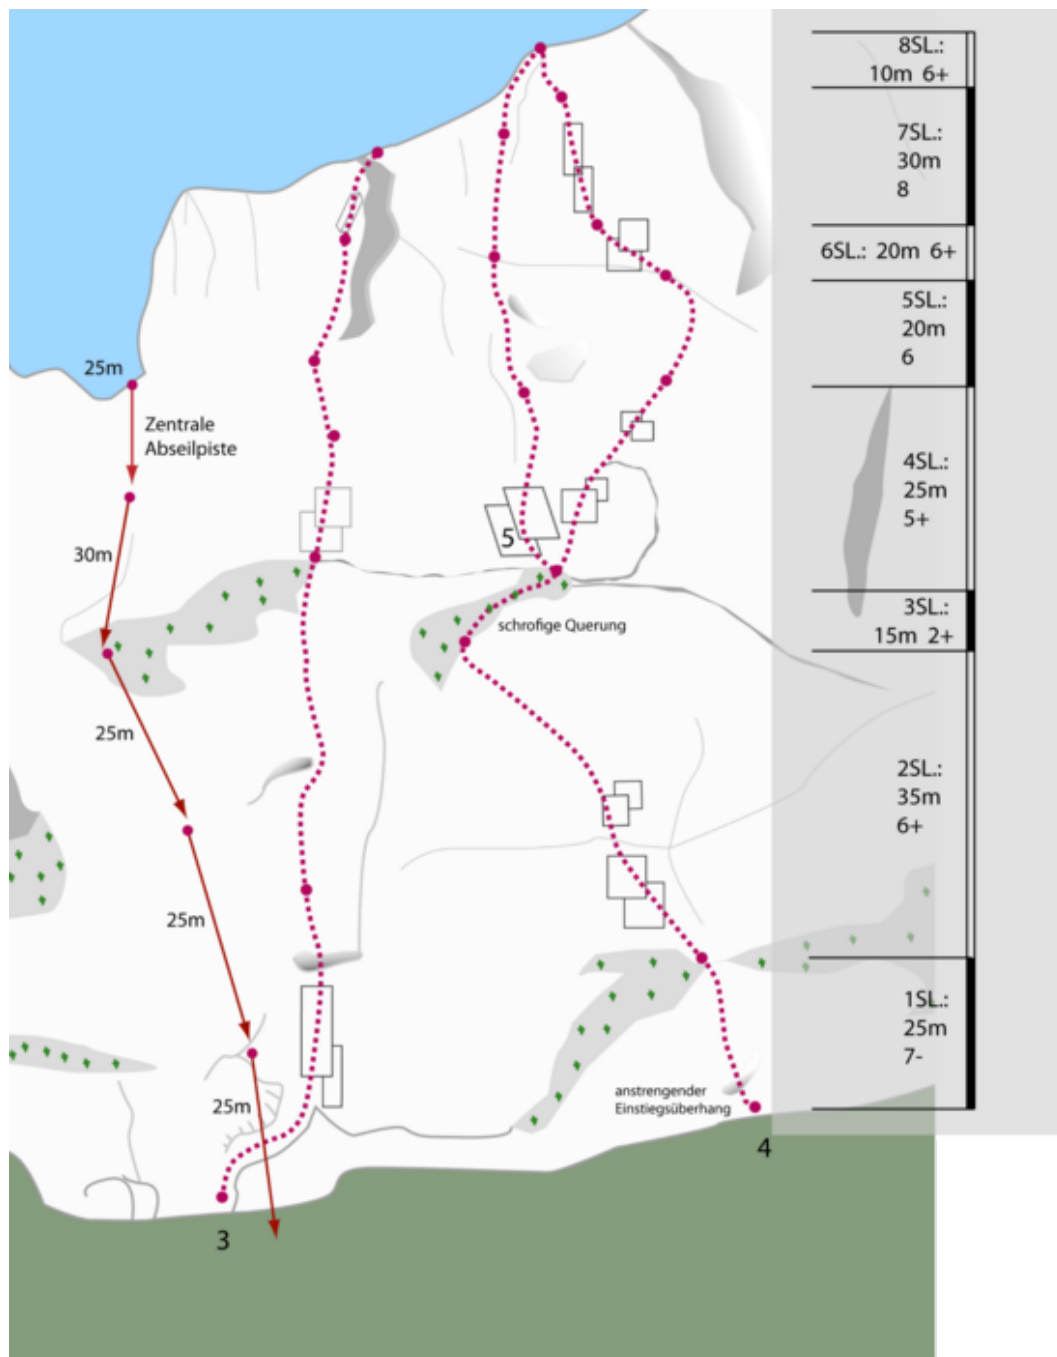 8SL.:
10m 6+
7SL.:
30m
8
6SL.: 20m 6+
5SL.:
20m
6
25m
Zentrale
Abseilpiste
4SL.:
25m
5+
5
30m
3SL.:
15m 2+
schrofige Querung
25m
2SL.:
35m
6+
25m
1SL.:
25m
7-
anstrengender
Einstiegsüberhang
25m
4
3